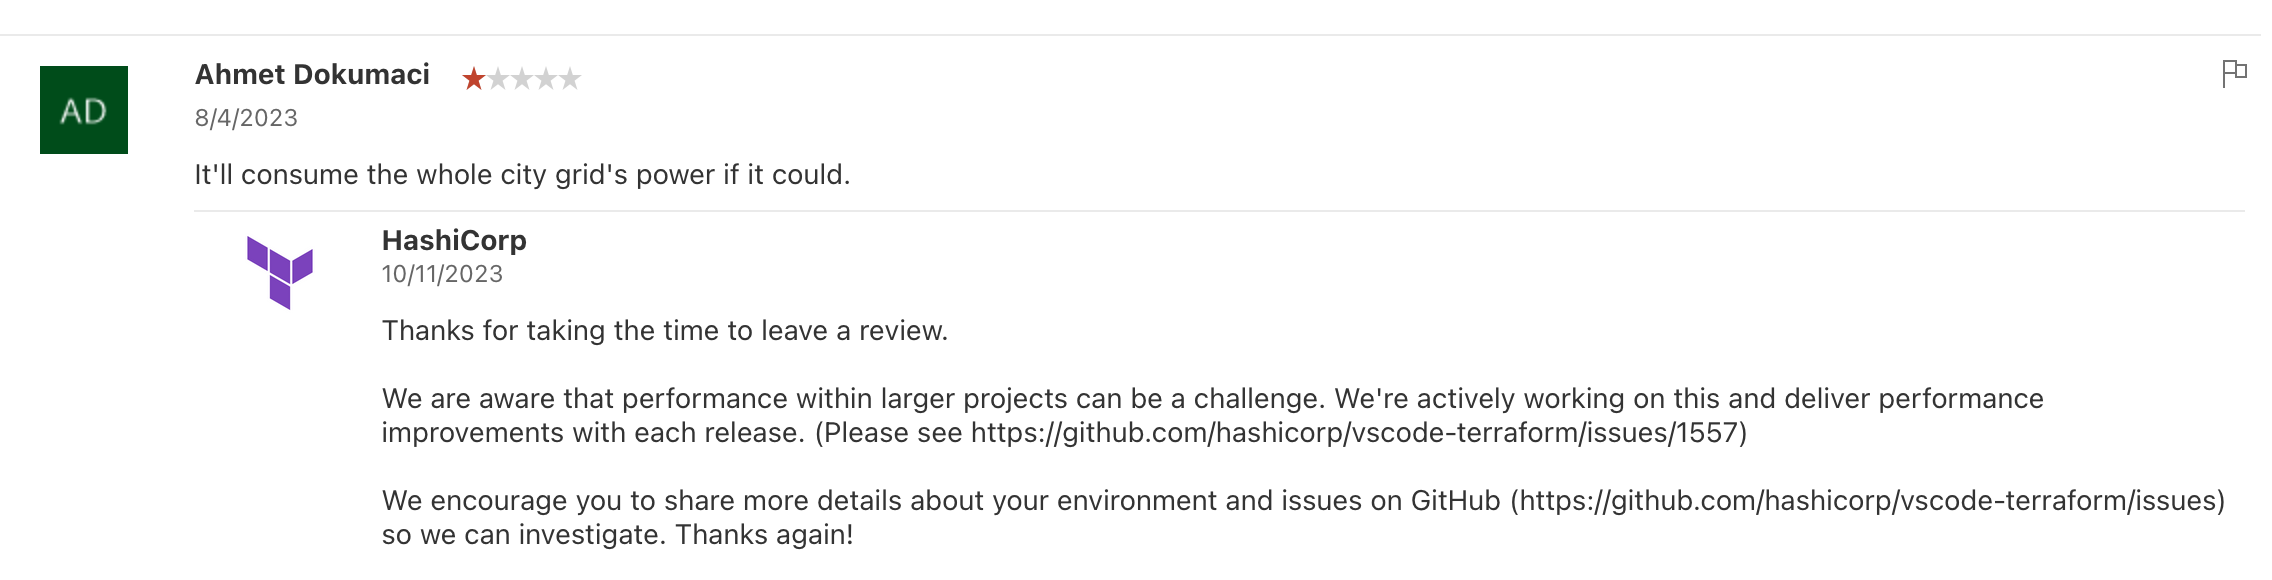 AD
Ahmet Dokumaci
8/4/2023
It'll consume the whole city grid's power if it could.
HashiCorp
10/11/2023
Thanks for taking the time to leave a review.
We are aware that performance within larger projects can be a challenge. We're actively working on this and deliver performance
improvements with each release. (Please see https://github.com/hashicorp/vscode-terraform/issues/1557)
We encourage you to share more details about your environment and issues on GitHub (https://github.com/hashicorp/vscode-terraform/issues)
so we can investigate. Thanks again!